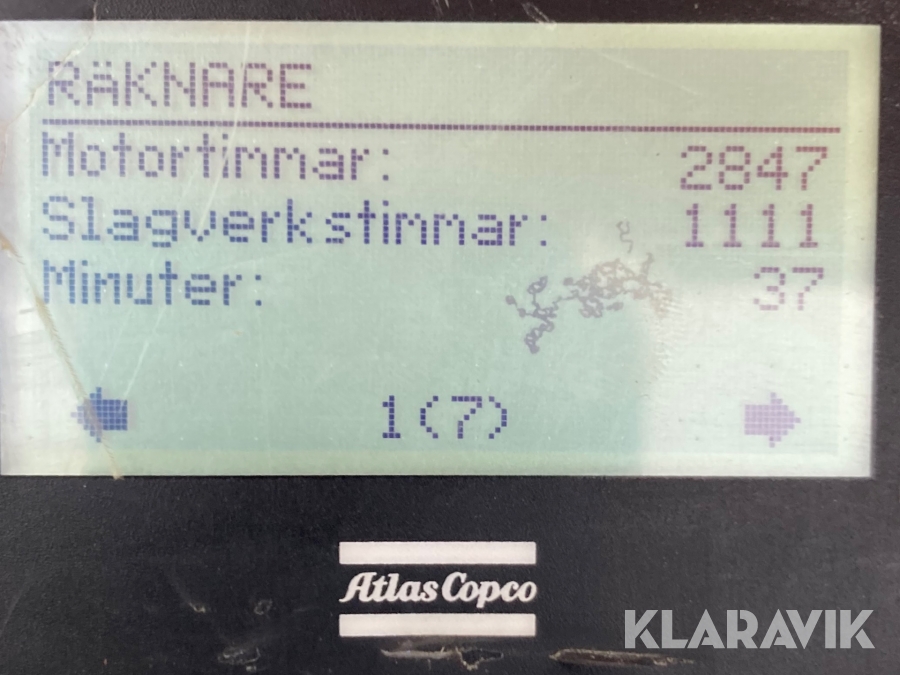 RÄKNARE
Motortimmar: 2847
Slagverkstimmar: 1111
Minuter: 37
1(7)
Atlas Copco
KLARAVIK